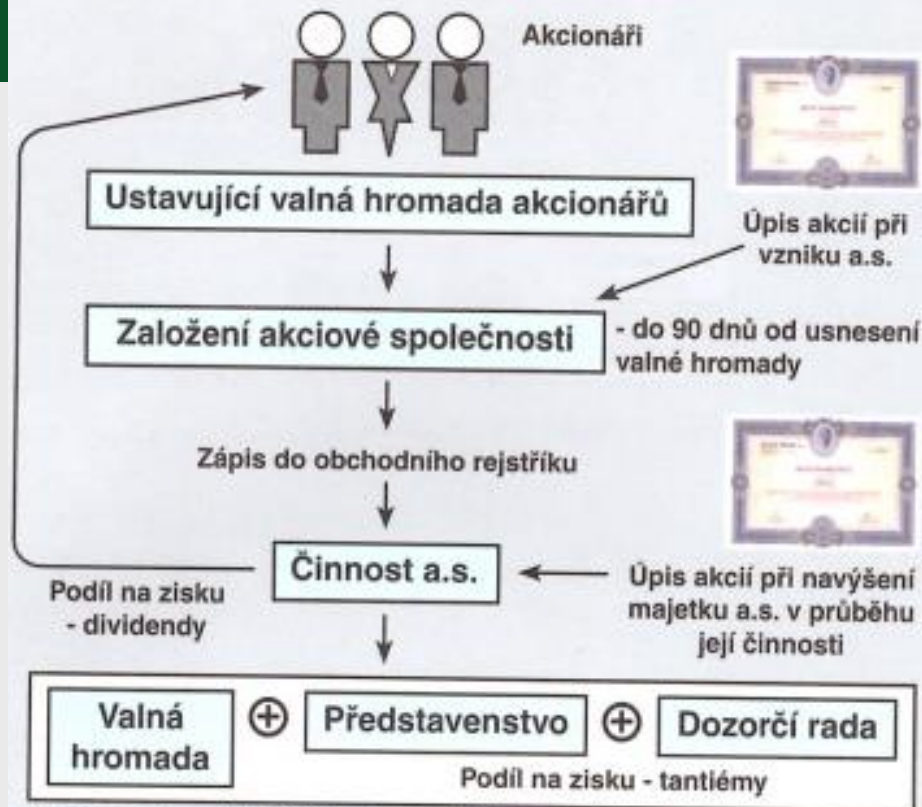 Akcionáři
Ustavující valná hromada akcionářů
Úpis akcií při
vzniku a.s.
Založení akciové společnosti
- do 90 dnů od usnesení
valné hromady
Zápis do obchodního rejstříku
Činnost a.s.
Podíl na zisku
- dividendy
Úpis akcií při navýšení
majetku a.s. v průběhu
její činnosti
Valná
hromada
Představenstvo
Dozorčí rada
Podíl na zisku - tantiémy